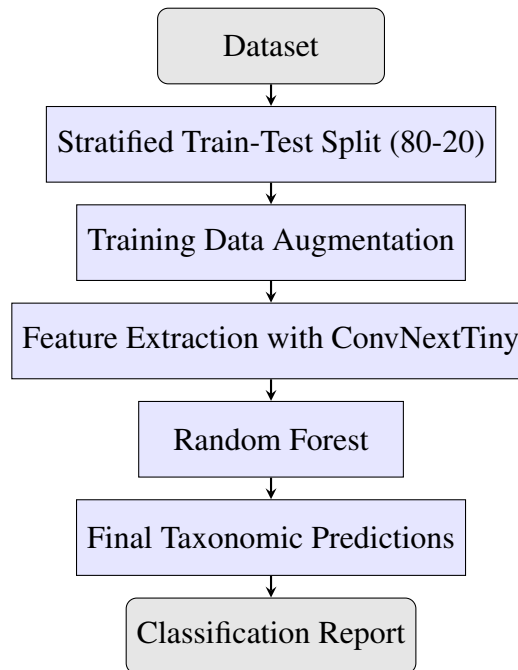 Dataset
Stratified Train-Test Split (80-20)
Training Data Augmentation
Feature Extraction with ConvNextTiny
Random Forest
Final Taxonomic Predictions
Classification Report